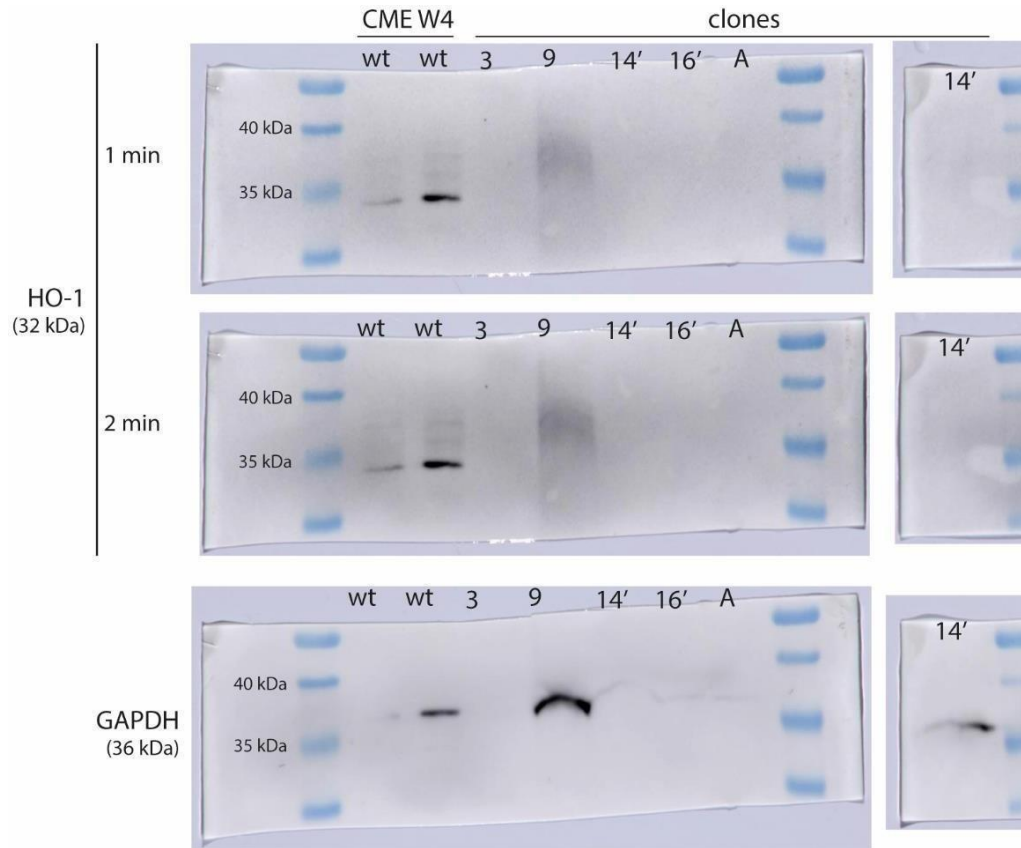 CME W4 clones
wt wt 3 9 14’ 16’ A 14’
40 kDa
1 min
35 kDa
HO-1
(32 kDa)
wt wt 3 9 14’ 16’ A 14’
40 kDa
2 min
35 kDa
wt wt 3 9 14’ 16’ A 14’
40 kDa
GAPDH
(36 kDa)
35 kDa